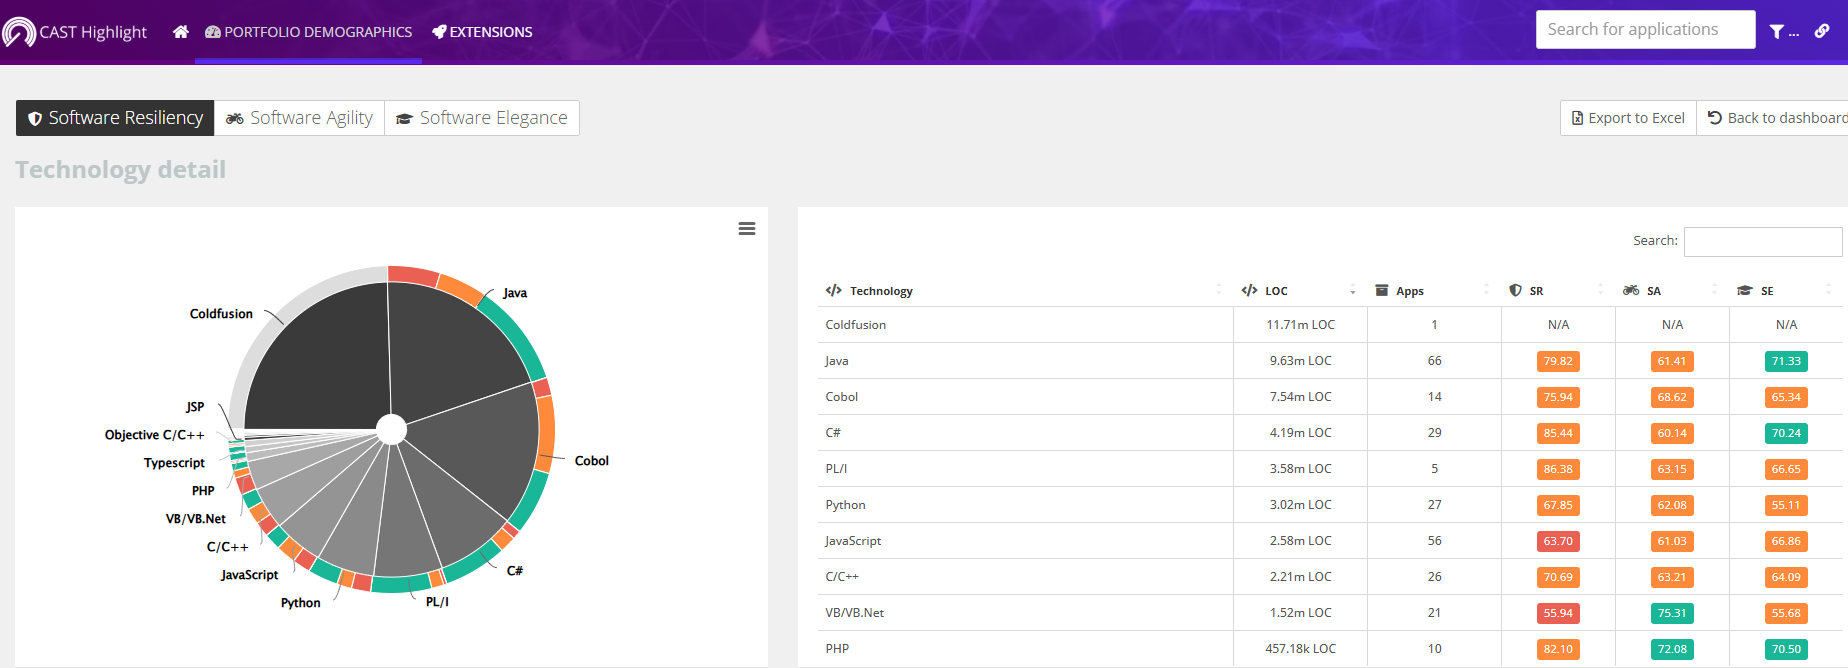 CAST Highlight PORTFOLIO DEMOGRAPHICS EXTENSIONS Search for applications ...
Software Resiliency Software Agility Software Elegance Export to Excel Back to dashboard
Technology detail
Coldfusion
Java
Cobol
C#
PL/I
Python
JavaScript
C/C++
VB/VB.Net
PHP
Typescript
Objective C/C++
JSP
Search:
Technology LOC Apps SR SA SE
Coldfusion 11.71m LOC 1 N/A N/A N/A
Java 9.63m LOC 66 79.82 61.41 71.33
Cobol 7.54m LOC 14 75.94 68.62 65.34
C# 4.19m LOC 29 85.44 60.14 70.24
PL/I 3.58m LOC 5 86.38 63.15 66.65
Python 3.02m LOC 27 67.85 62.08 55.11
JavaScript 2.58m LOC 56 63.70 61.03 66.86
C/C++ 2.21m LOC 26 70.69 63.21 64.09
VB/VB.Net 1.52m LOC 21 55.94 75.31 55.68
PHP 457.18k LOC 10 82.10 72.08 70.50